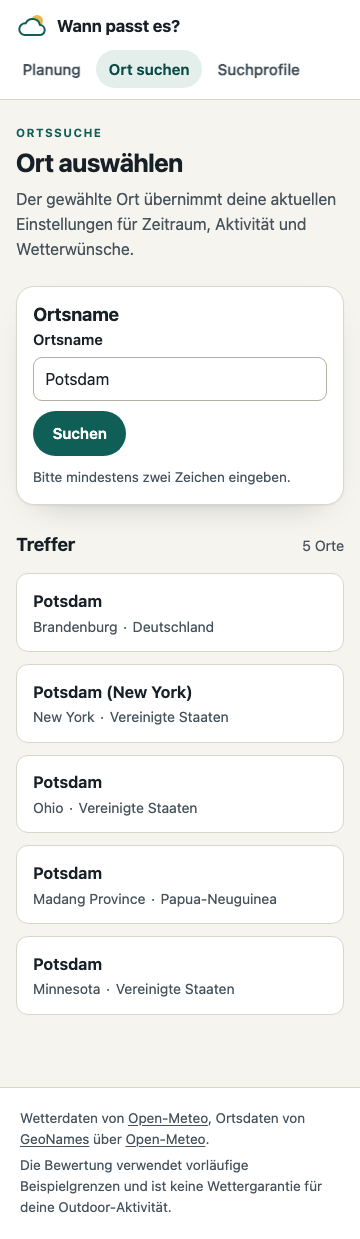 Wann passt es?
Planung Ort suchen Suchprofile
ORTSSUCHE
Ort auswählen
Der gewählte Ort übernimmt deine aktuellen
Einstellungen für Zeitraum, Aktivität und
Wetterwünsche.
Ortsname
Ortsname
Potsdam
Suchen
Bitte mindestens zwei Zeichen eingeben.
Treffer 5 Orte
Potsdam
Brandenburg · Deutschland
Potsdam (New York)
New York · Vereinigte Staaten
Potsdam
Ohio · Vereinigte Staaten
Potsdam
Madang Province · Papua-Neuguinea
Potsdam
Minnesota · Vereinigte Staaten
Wetterdaten von Open-Meteo, Ortsdaten von
GeoNames über Open-Meteo.
Die Bewertung verwendet vorläufige
Beispielgrenzen und ist keine Wettergarantie für
deine Outdoor-Aktivität.